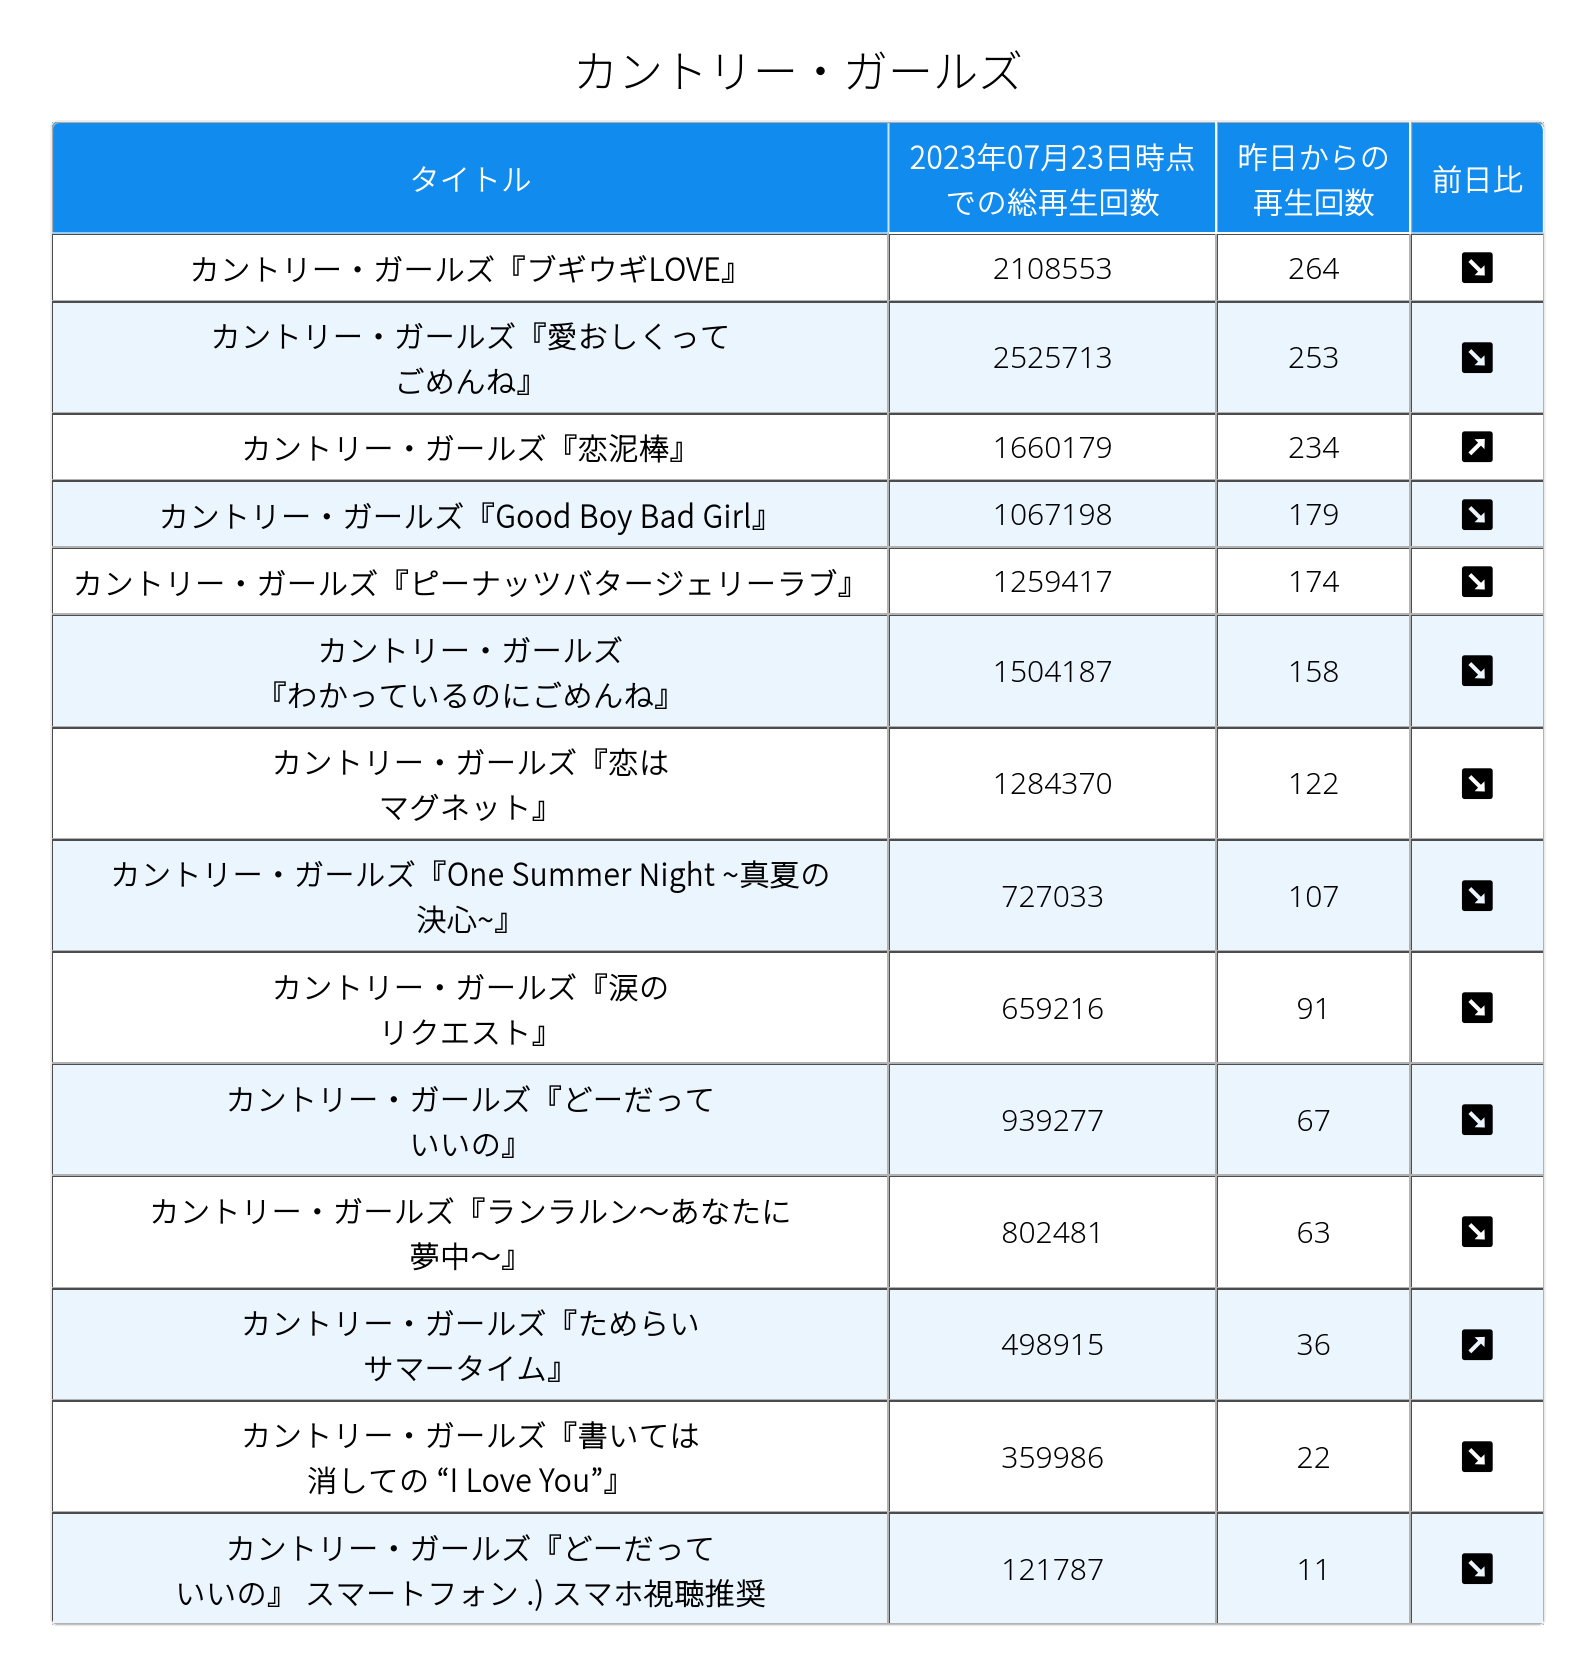 カントリー・ガールズ
タイトル
2023年07月23日時点
での総再生回数
昨日からの
再生回数
前日比
カントリー・ガールズ『ブギウギLOVE』
2108553
264
カントリー・ガールズ『愛おしくって
ごめんね』
2525713
253
カントリー・ガールズ『恋泥棒』
1660179
234
カントリー・ガールズ『Good Boy Bad Girl』
1067198
179
カントリー・ガールズ『ピーナッツバタージェリーラブ』
1259417
174
カントリー・ガールズ
『わかっているのにごめんね』
1504187
158
カントリー・ガールズ『恋は
マグネット』
1284370
122
カントリー・ガールズ『One Summer Night ~真夏の
決心~』
727033
107
カントリー・ガールズ『涙の
リクエスト』
659216
91
カントリー・ガールズ『どーだって
いいの』
939277
67
カントリー・ガールズ『ランラルン～あなたに
夢中～』
802481
63
カントリー・ガールズ『ためらい
サマータイム』
498915
36
カントリー・ガールズ『書いては
消しての “I Love You”』
359986
22
カントリー・ガールズ『どーだって
いいの』 スマートフォン .) スマホ視聴推奨
121787
11